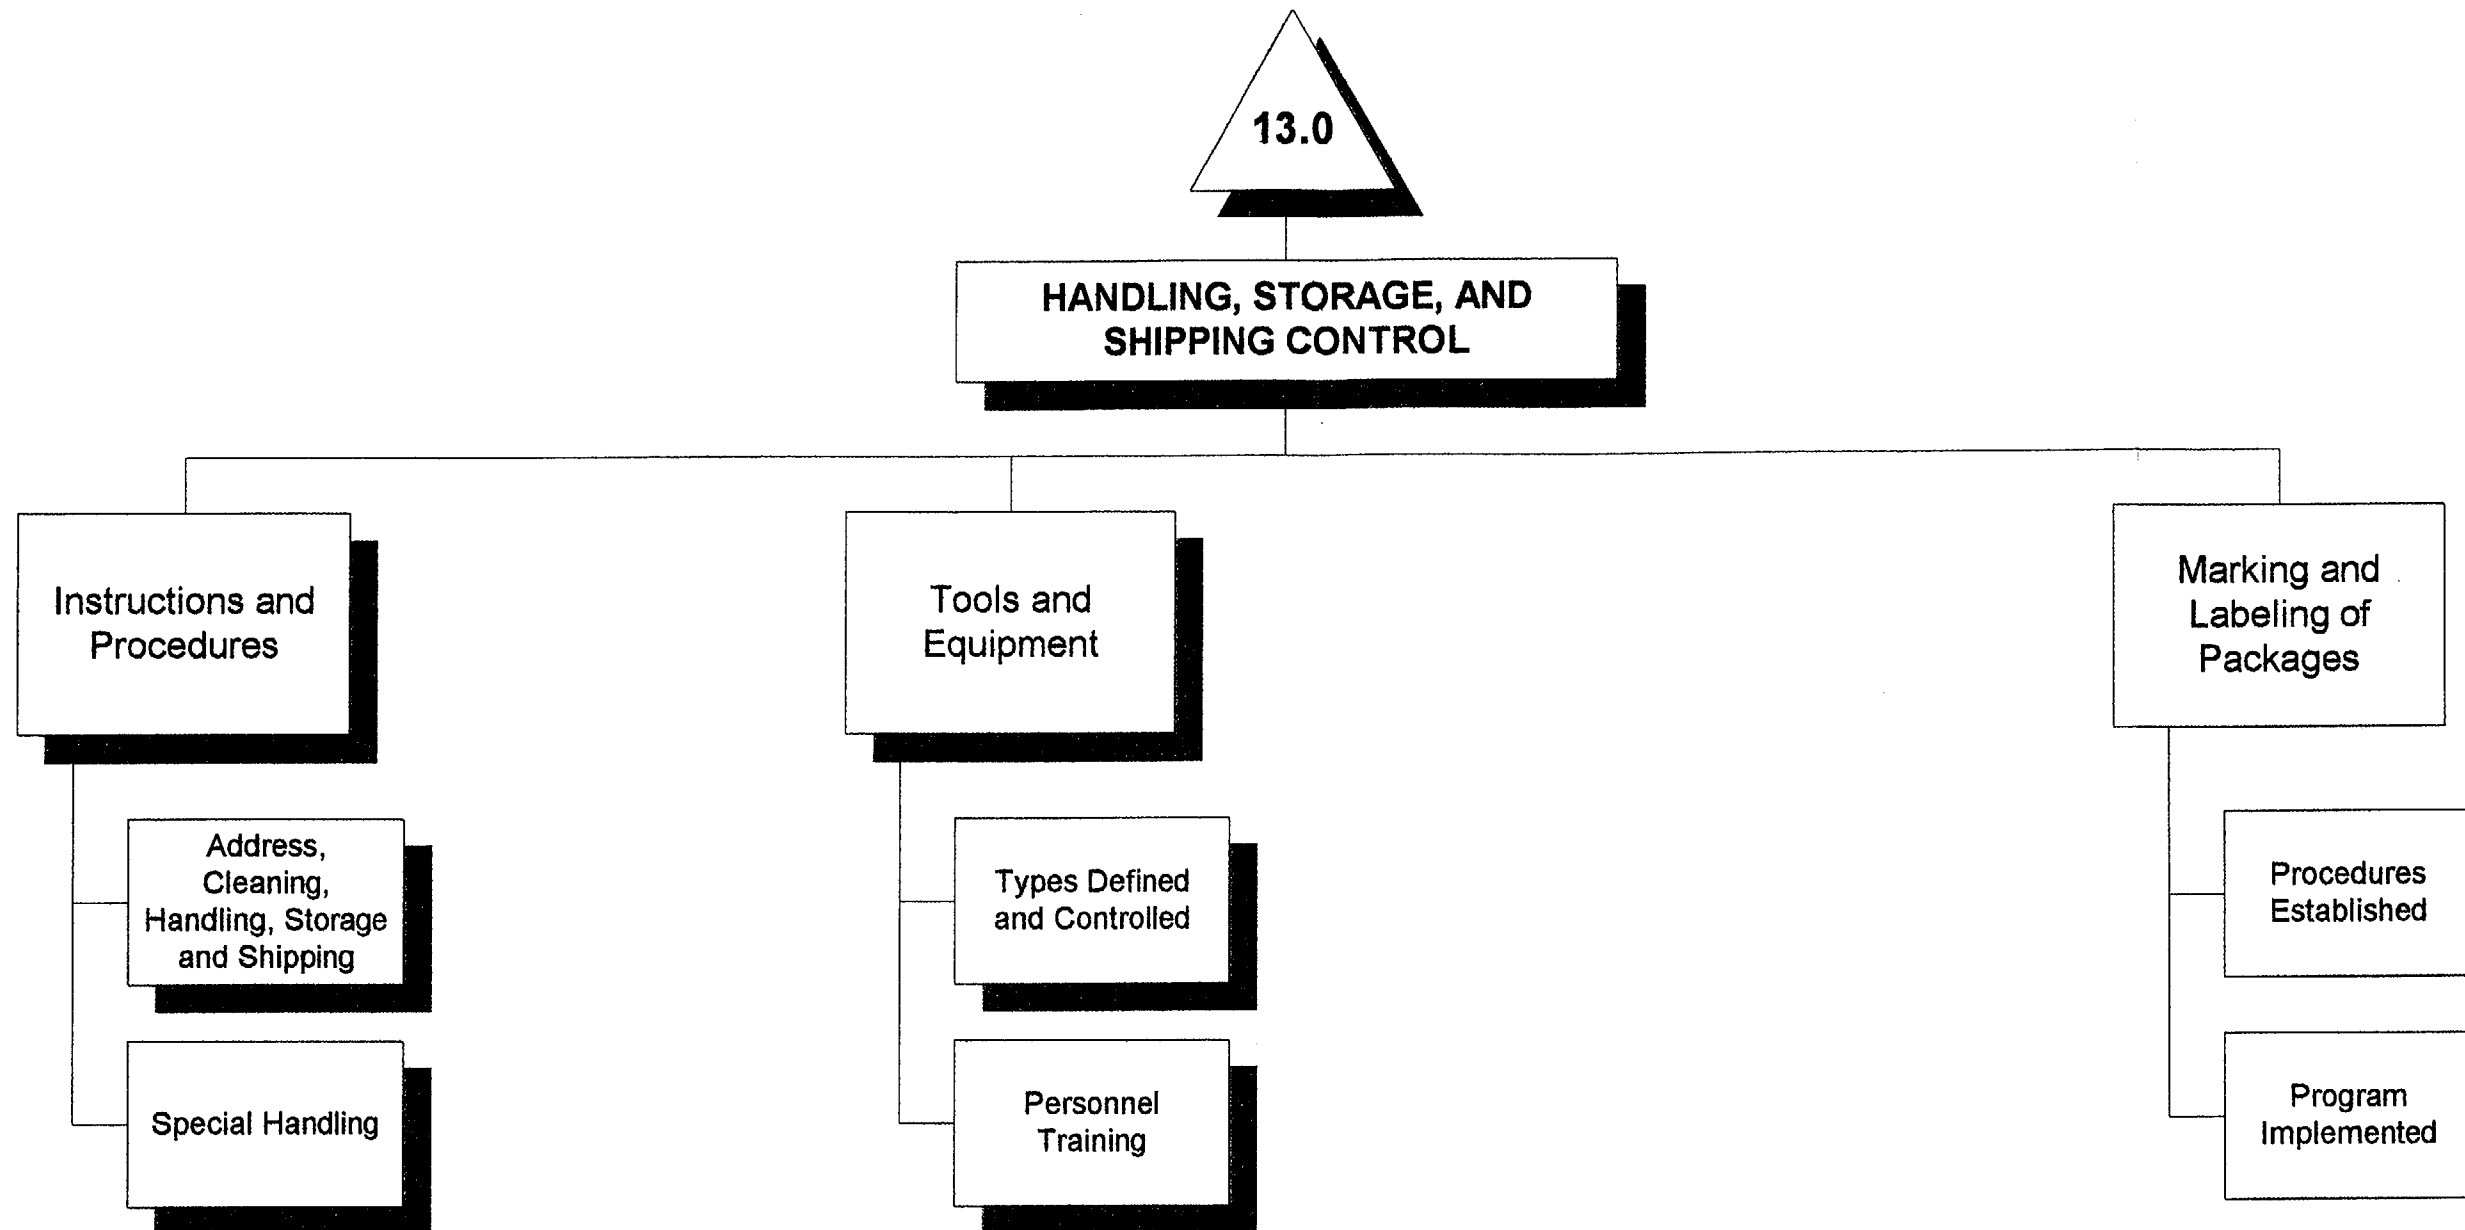 13.0
HANDLING, STORAGE, AND
SHIPPING CONTROL
Instructions and
Procedures
Tools and
Equipment
Marking and
Labeling of
Packages
Address,
Cleaning,
Handling, Storage
and Shipping
Types Defined
and Controlled
Procedures
Established
Special Handling
Personnel
Training
Program
Implemented